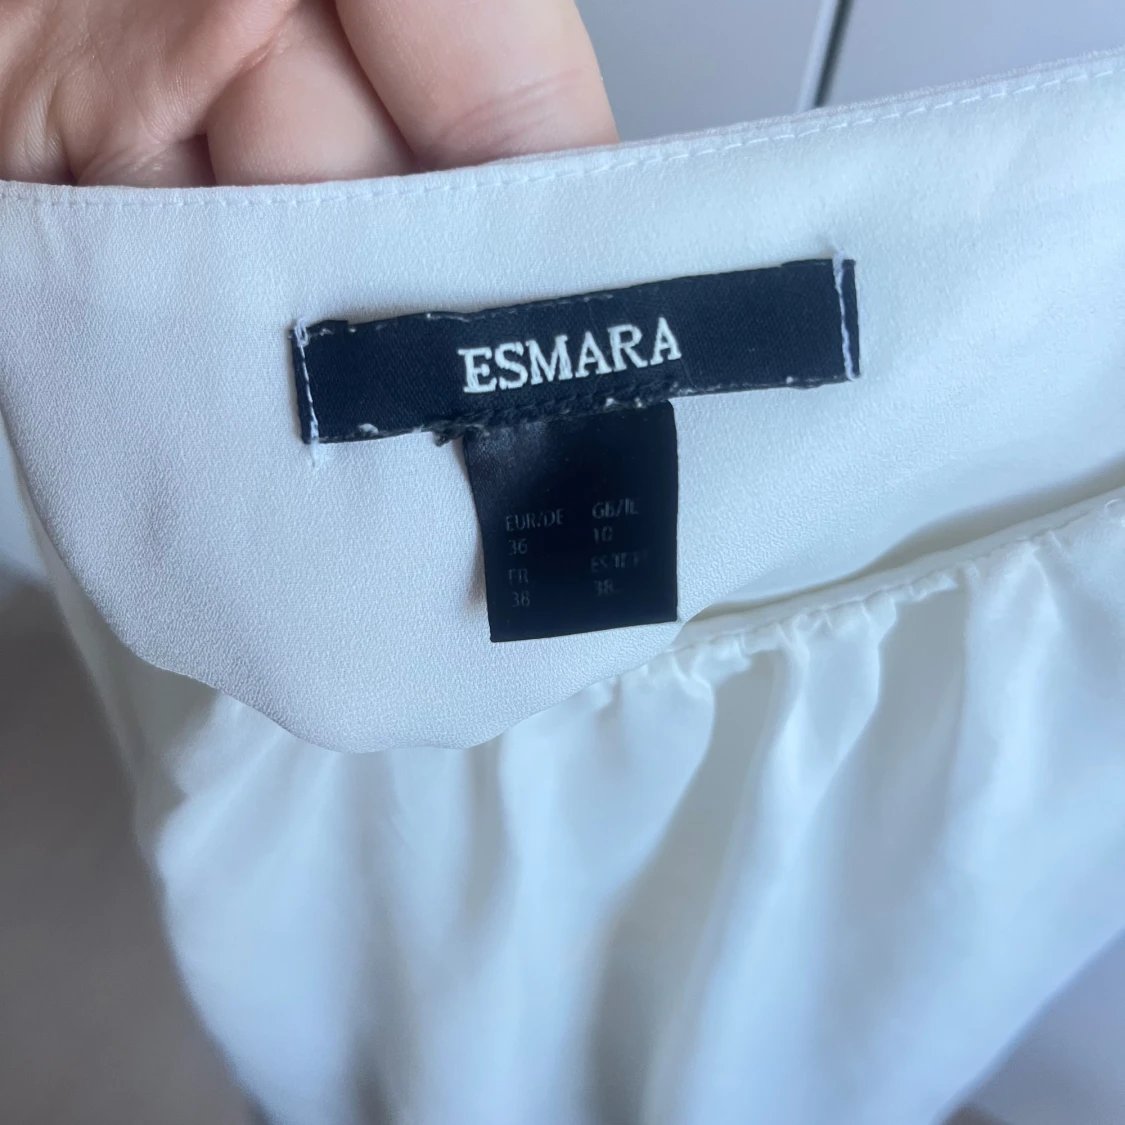 ESMARA
EUR/DE GB/IE
36 10
FR
38 38